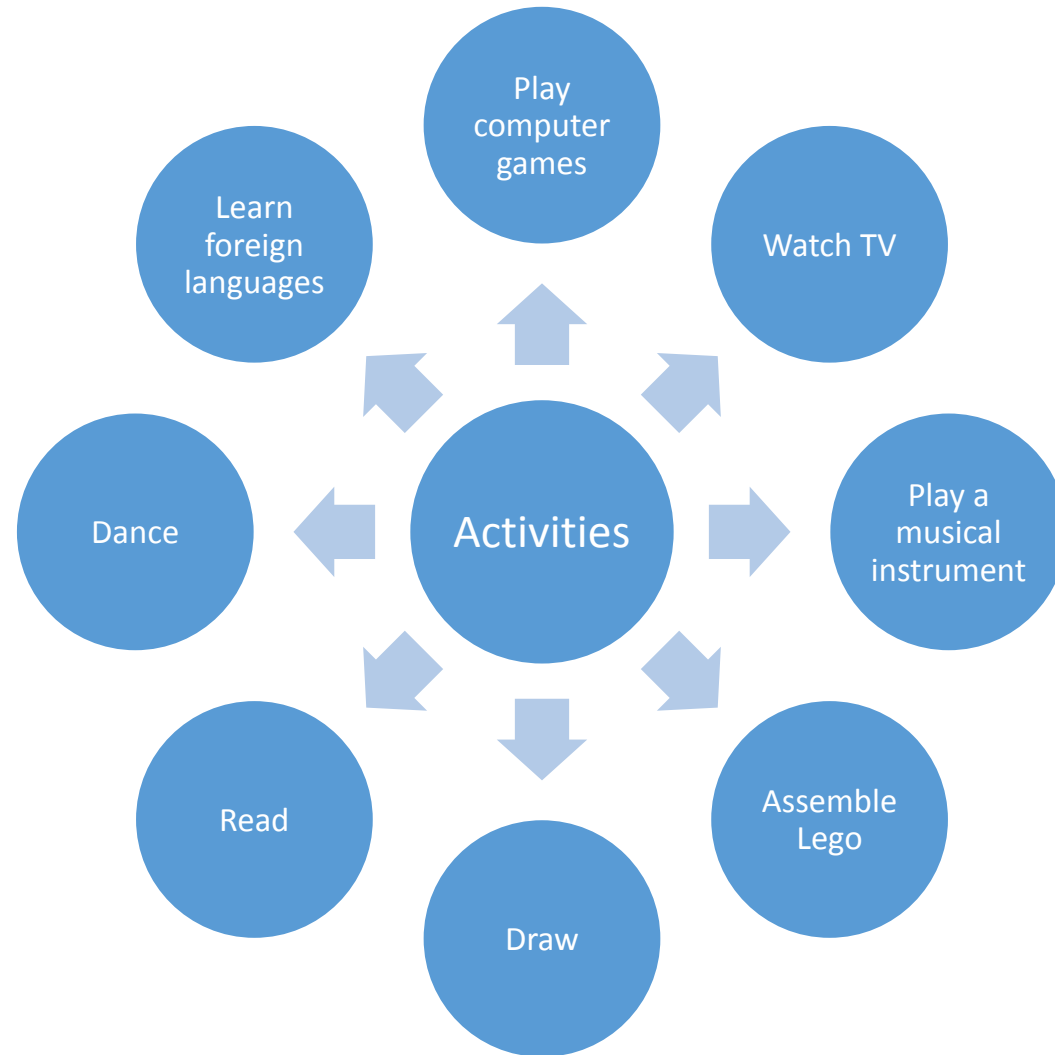 Play
computer
games
Watch TV
Play a
musical
instrument
Assemble
Lego
Draw
Read
Dance
Learn
foreign
languages
Activities